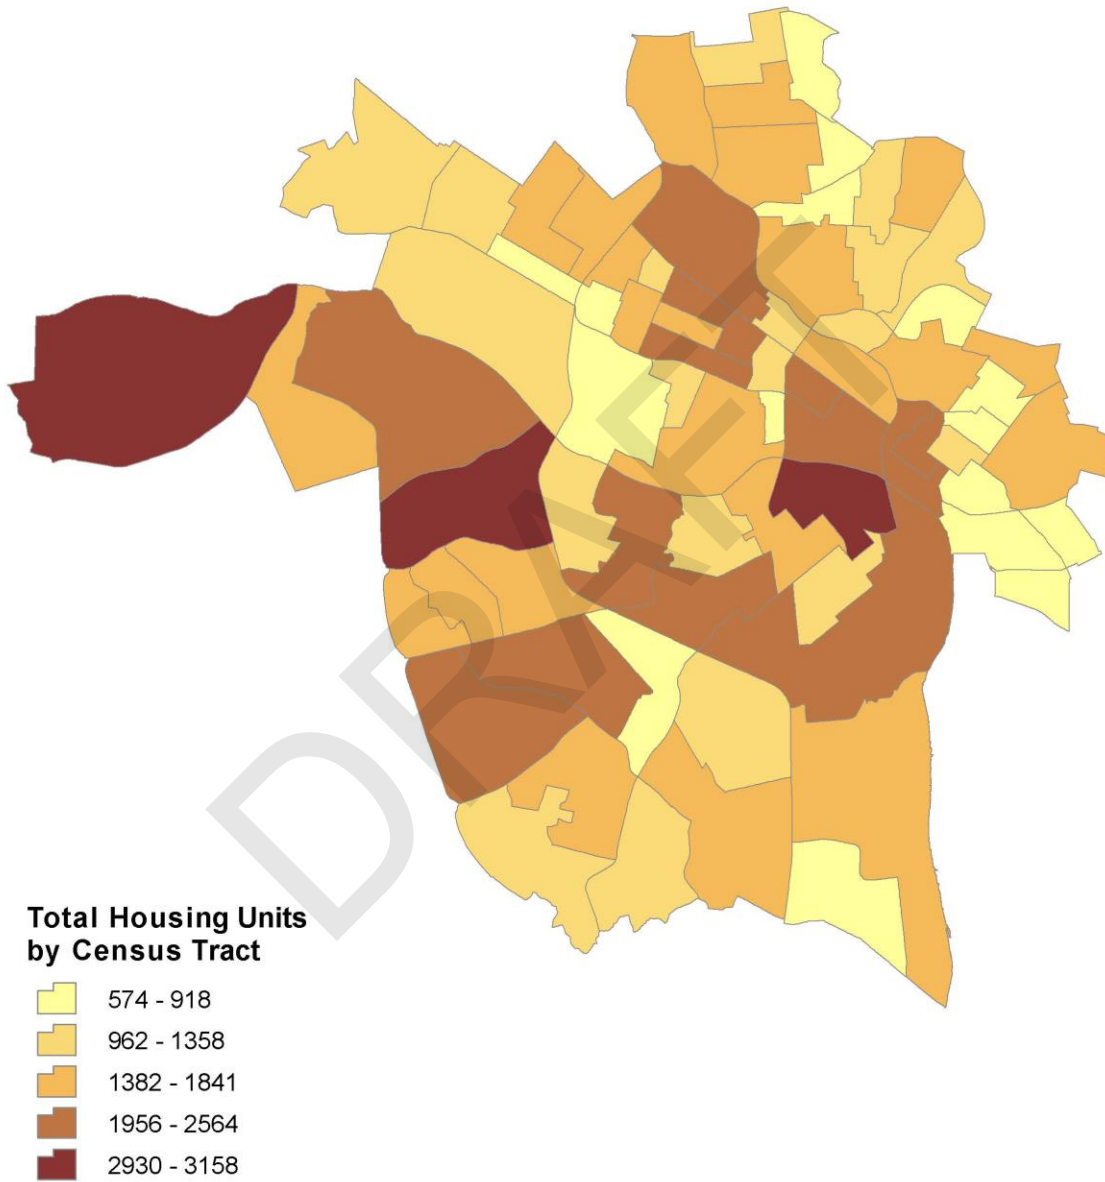 DRAFT
Total Housing Units
by Census Tract
574 - 918
962 - 1358
1382 - 1841
1956 - 2564
2930 - 3158